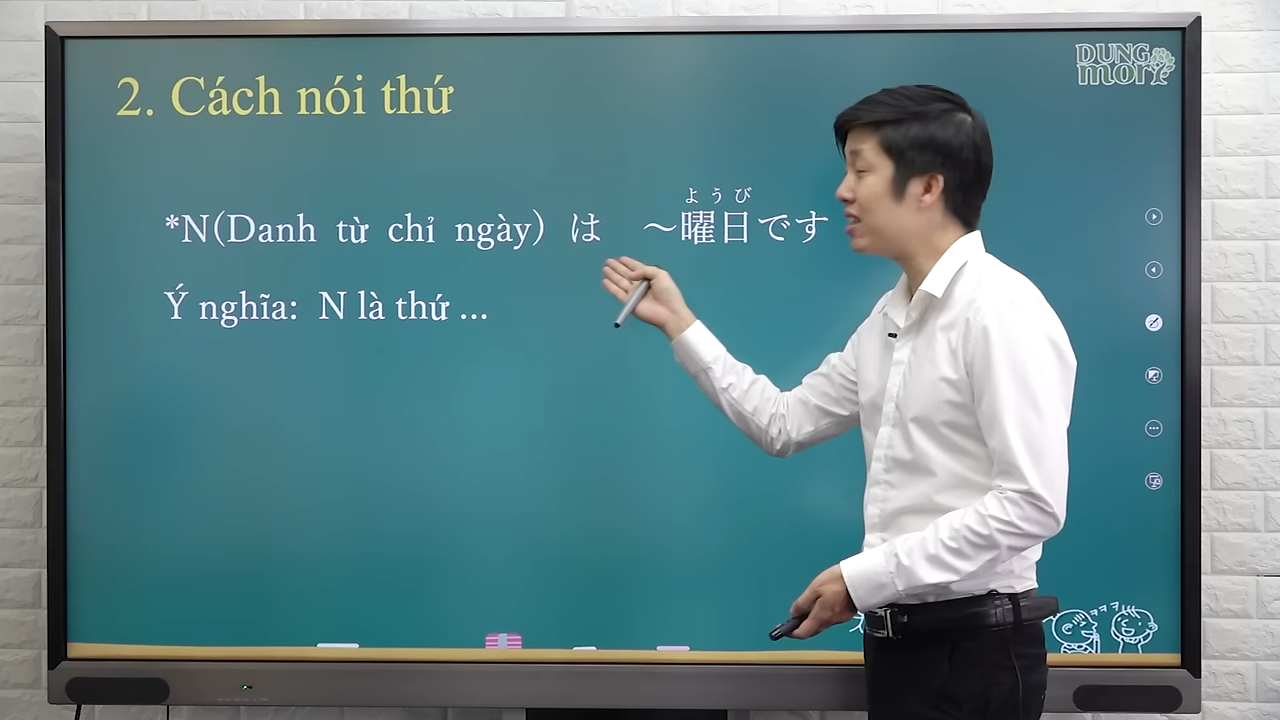 DUNG
mori
2. Cách nói thứ
ようび
*N(Danh từ chỉ ngày) は ～曜日です
Ý nghĩa: N là thứ ...